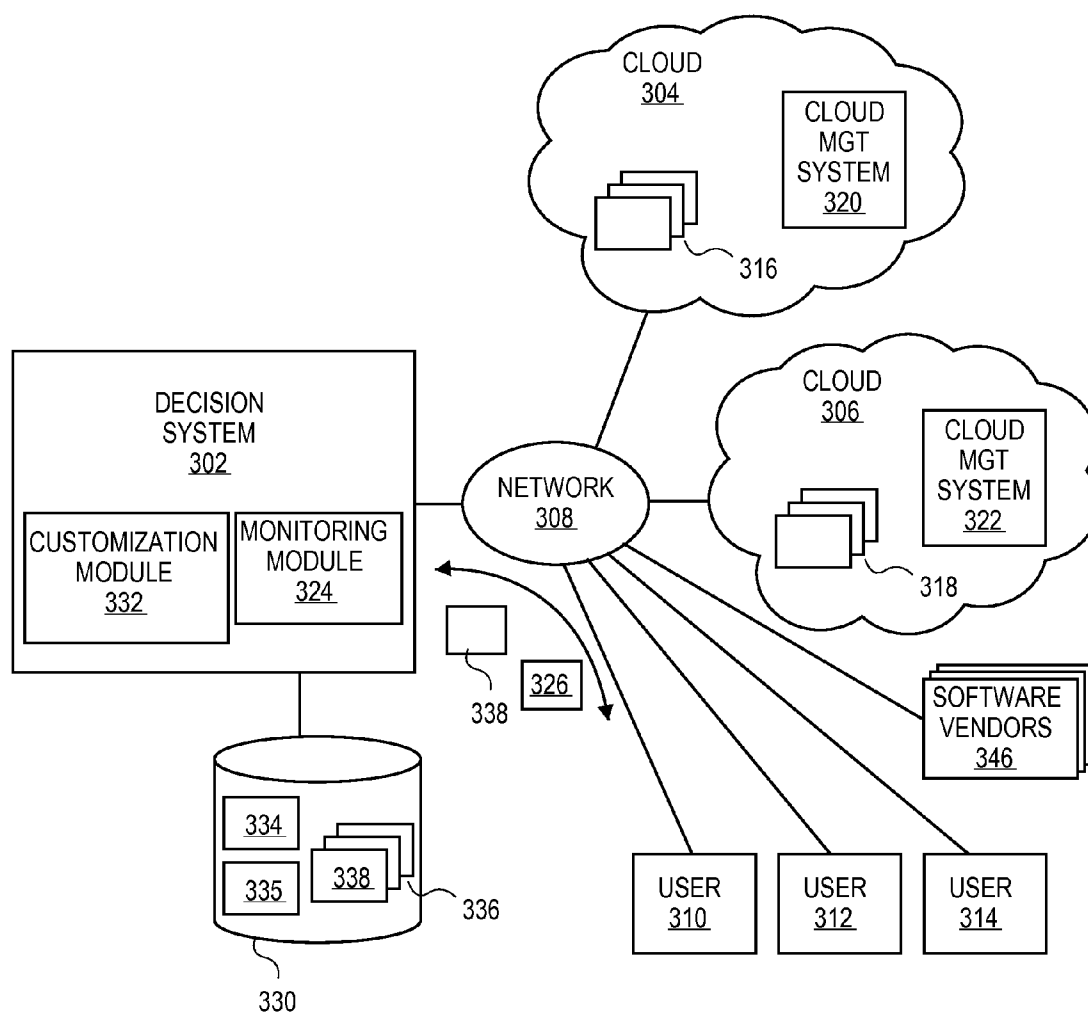 CLOUD
304
CLOUD
MGT
SYSTEM
320
316
DECISION
SYSTEM
302
CUSTOMIZATION
MODULE
332
MONITORING
MODULE
324
NETWORK
308
CLOUD
306
CLOUD
MGT
SYSTEM
322
318
338
326
SOFTWARE
VENDORS
346
334
335
338
336
330
USER
310
USER
312
USER
314